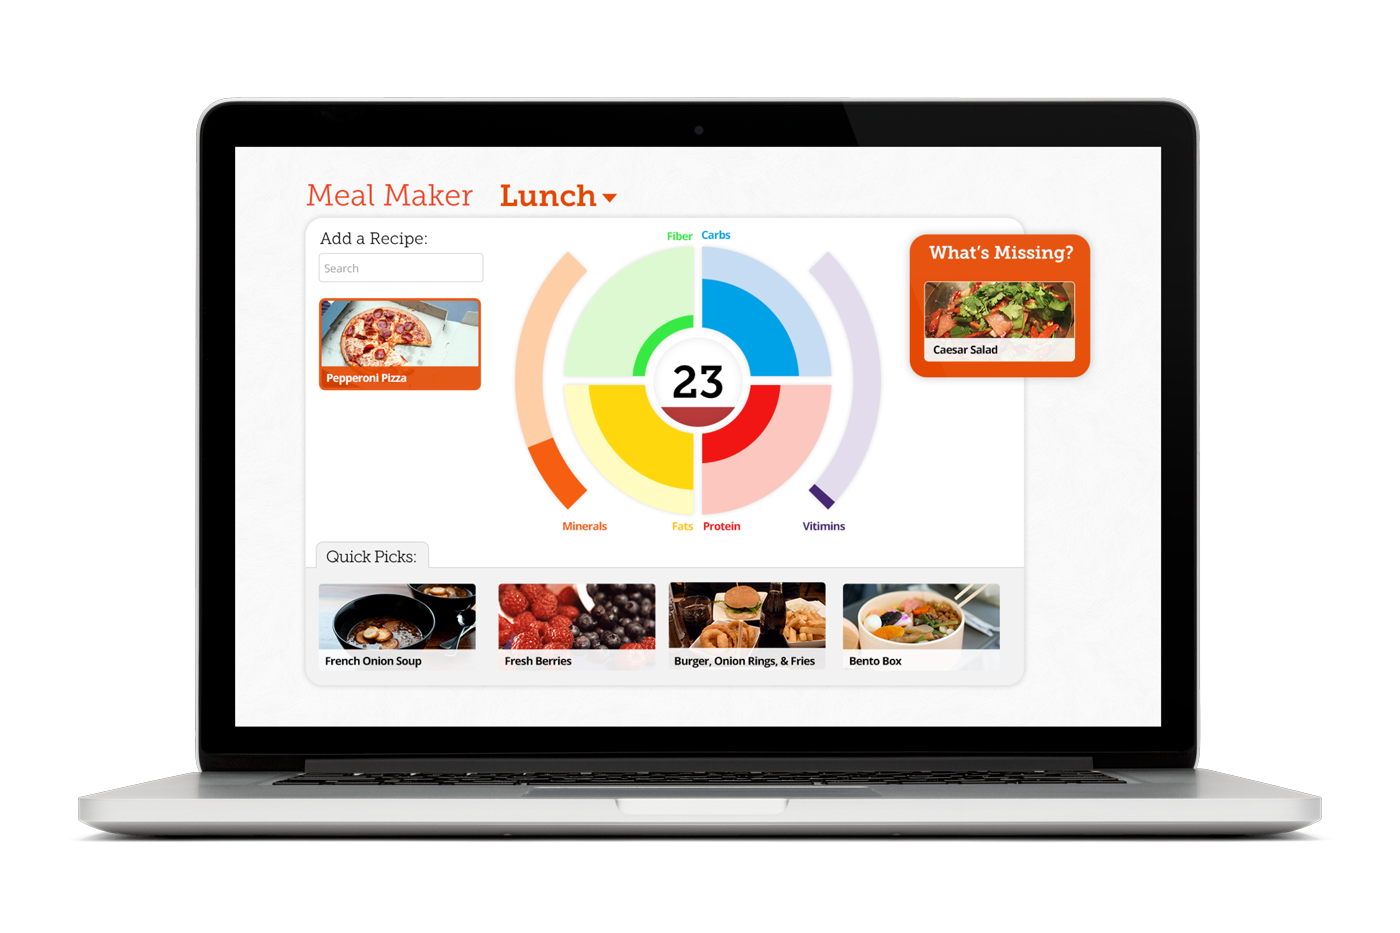 Meal Maker
Lunch
Add a Recipe:
Search
Pepperoni Pizza
Fiber
Carbs
23
Minerals
Fats
Protein
Vitimins
What's Missing?
Caesar Salad
Quick Picks:
French Onion Soup
Fresh Berries
Burger, Onion Rings, & Fries
Bento Box